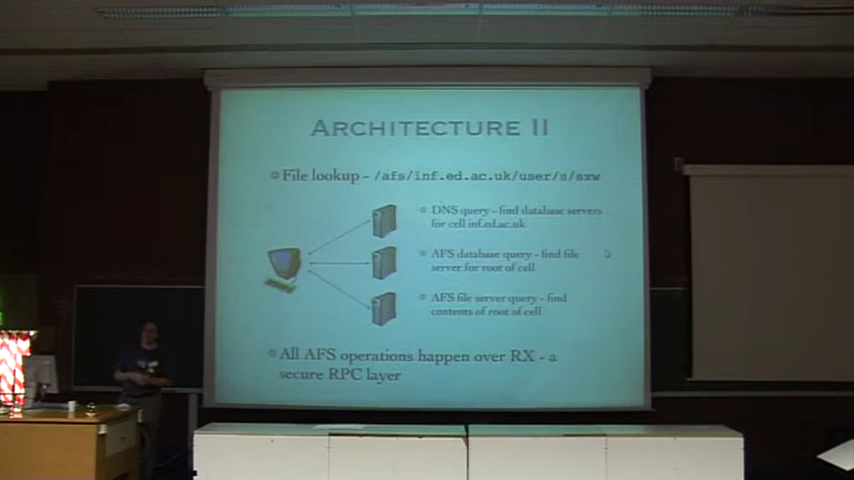 ARCHITECTURE II
File lookup - /afs/inf.ed.ac.uk/user/s/sxw
DNS query - find database servers
for cell inf.ed.ac.uk
AFS database query - find file
server for root of cell
AFS file server query - find
contents of root of cell
All AFS operations happen over RX - a
secure RPC layer